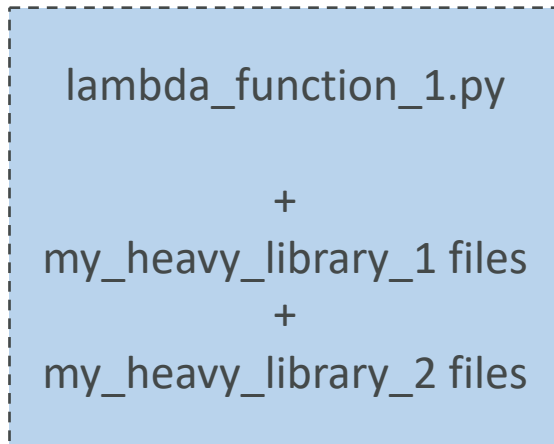 lambda_function_1.py
+
my_heavy_library_1 files
+
my_heavy_library_2 files